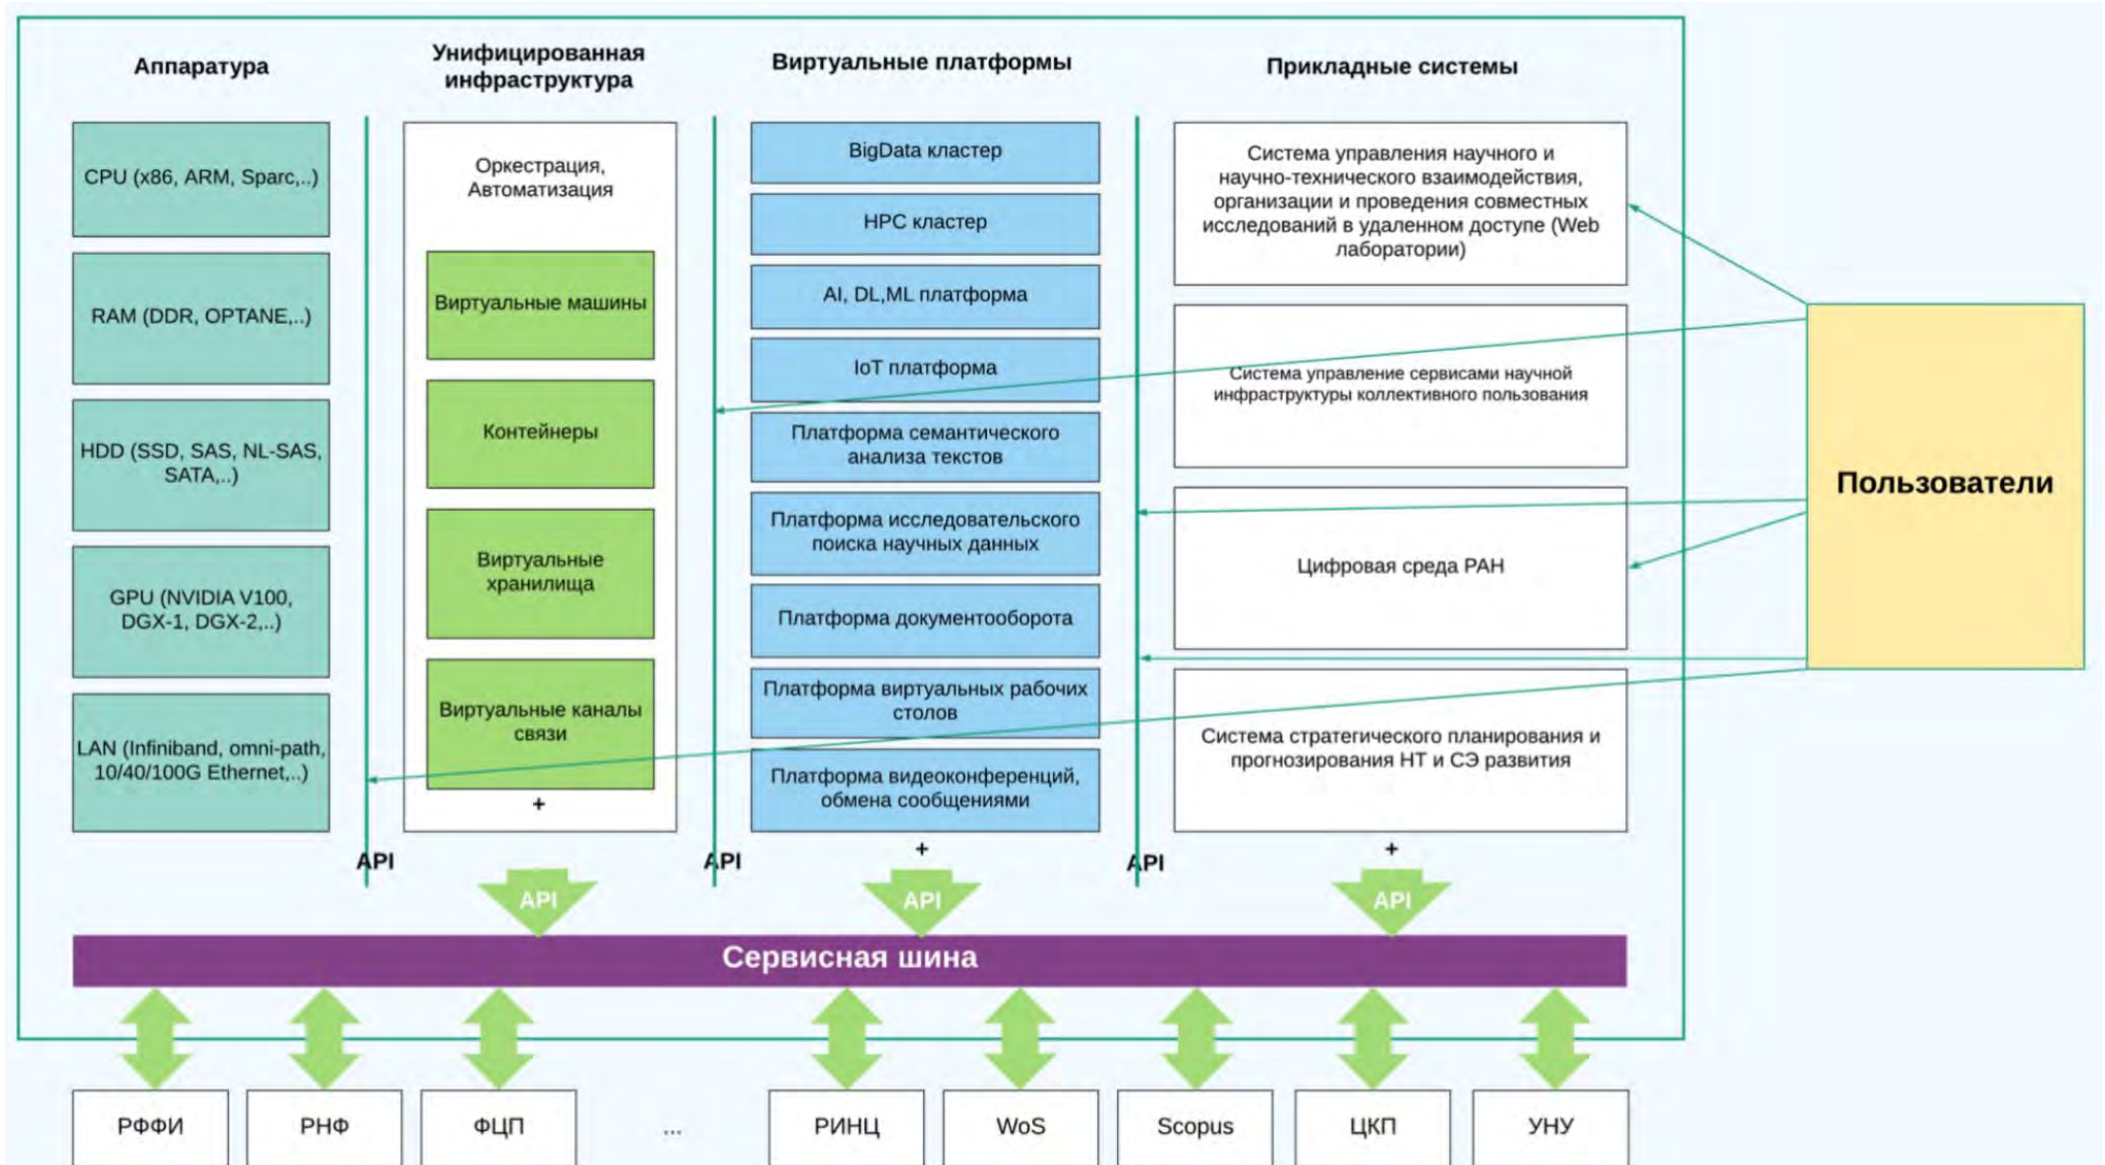 Аппаратура
CPU (x86, ARM, Sparc,..)
RAM (DDR, OPTANE,..)
HDD (SSD, SAS, NL-SAS,
SATA,..)
GPU (NVIDIA V100,
DGX-1, DGX-2,..)
LAN (Infiniband, omni-path,
10/40/100G Ethernet,..)
API
Унифицированная
инфраструктура
Оркестрация,
Автоматизация
Виртуальные машины
Контейнеры
Виртуальные
хранилища
Виртуальные каналы
связи
+
API
API
Виртуальные платформы
BigData кластер
HPC кластер
AI, DL,ML платформа
IoT платформа
Платформа семантического
анализа текстов
Платформа исследовательского
поиска научных данных
Платформа документооборота
Платформа виртуальных рабочих
столов
Платформа видеоконференций,
обмена сообщениями
+
API
API
Прикладные системы
Система управления научного и
научно-технического взаимодействия,
организации и проведения совместных
исследований в удаленном доступе (Web
лаборатории)
Система управление сервисами научной
инфраструктуры коллективного пользования
Цифровая среда РАН
Система стратегического планирования и
прогнозирования НТ и СЭ развития
+
API
Пользователи
Сервисная шина
РФФИ
РНФ
ФЦП
...
РИНЦ
WoS
Scopus
ЦКП
УНУ